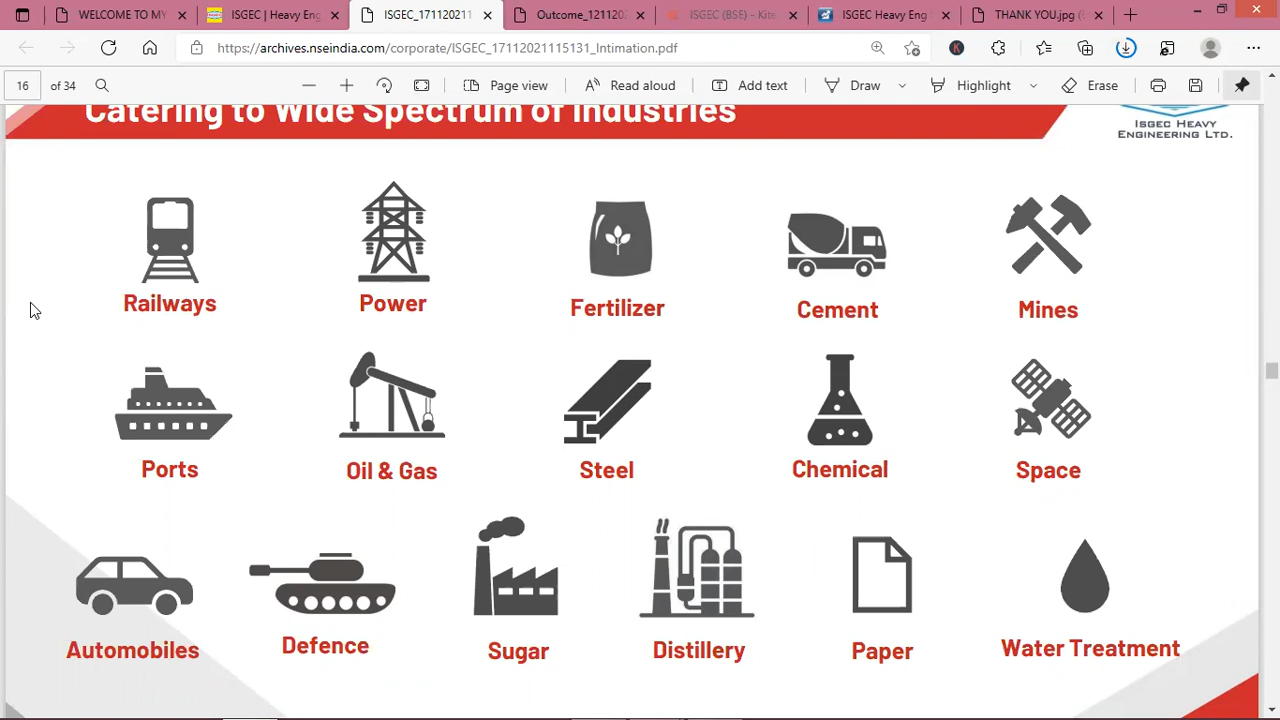 WELCOME TO MY
ISGEC | Heavy Eng
ISGEC_171120211
Outcome_1211202
ISGEC (BSE) - Kite
ISGEC Heavy Eng
THANK YOU.jpg
https://archives.nseindia.com/corporate/ISGEC_17112021115131_Intimation.pdf
16 of 34
Page view
Read aloud
Add text
Draw
Highlight
Erase
Catering to Wide Spectrum of Industries
ISGEC HEAVY
ENGINEERING LTD.
Railways
Power
Fertilizer
Cement
Mines
Ports
Oil & Gas
Steel
Chemical
Space
Automobiles
Defence
Sugar
Distillery
Paper
Water Treatment